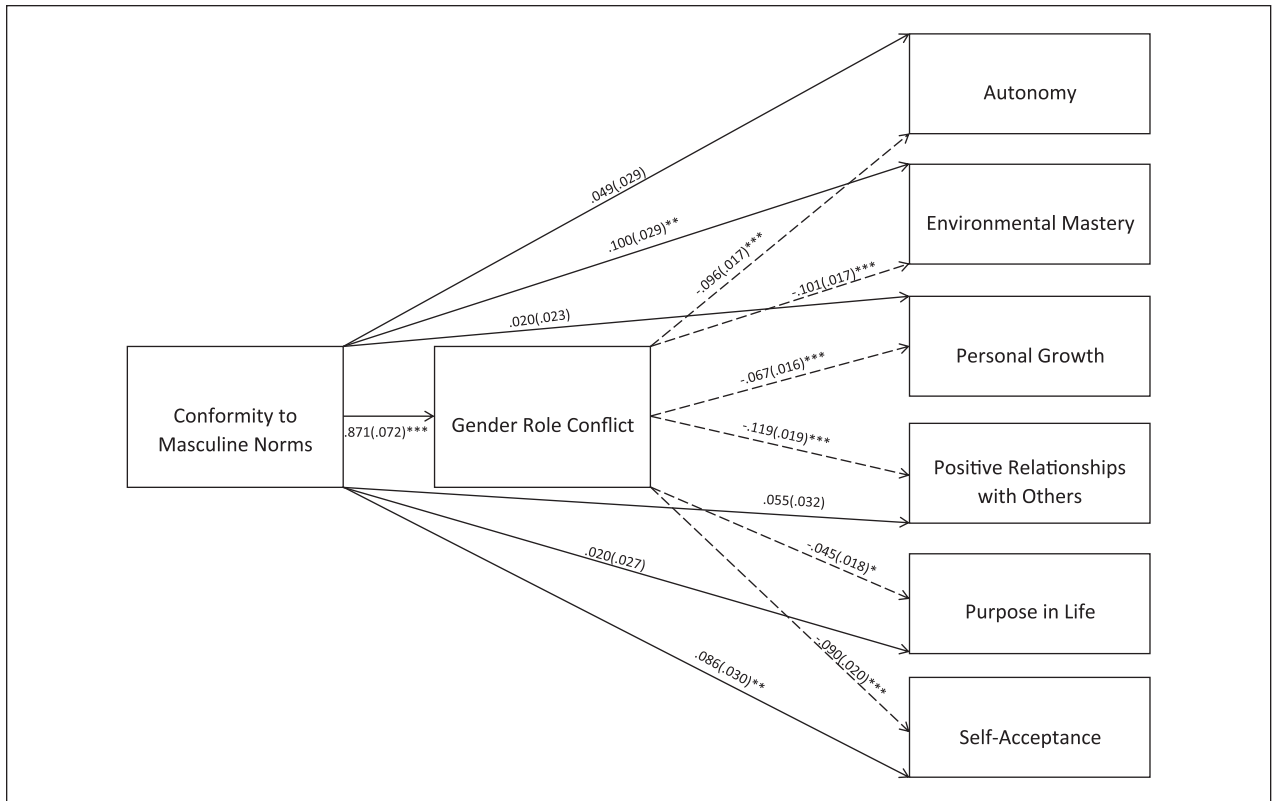 Autonomy
.049(.029)
Environmental Mastery
.100(.029)**
-.096(.017)***
-.101(.017)***
.020(.023)
Personal Growth
-.067(.016)***
Conformity to
Masculine Norms
.871(.072)***
Gender Role Conflict
-.119(.019)***
Positive Relationships
with Others
.055(.032)
-.045(.018)*
.020(.027)
Purpose in Life
-.090(.020)***
.086(.030)**
Self-Acceptance